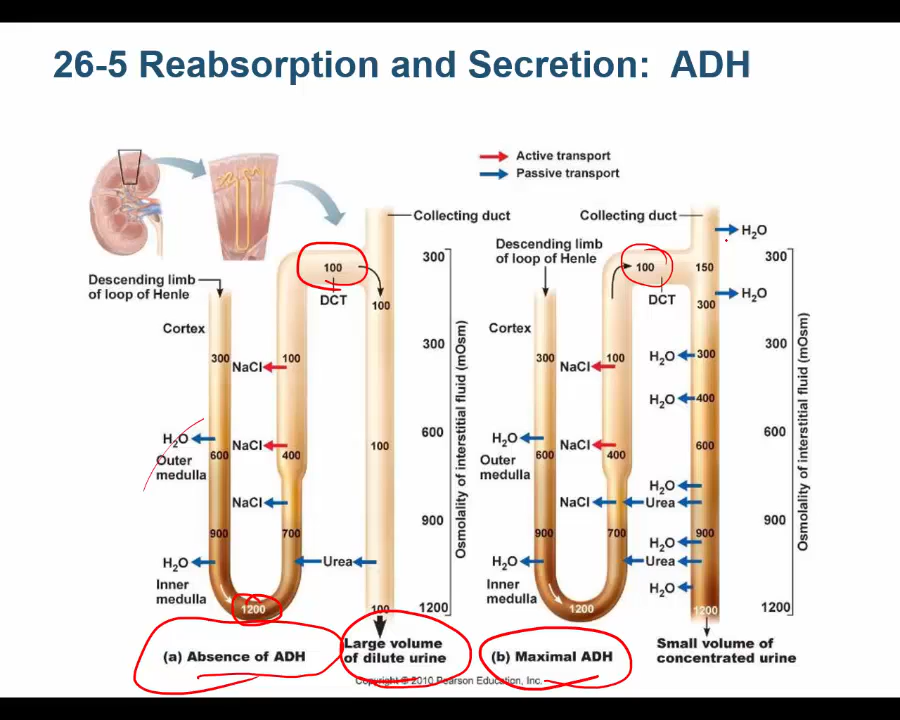 26-5 Reabsorption and Secretion: ADH
Active transport
Passive transport
Collecting duct
300
Descending limb
of loop of Henle
Cortex
100
DCT
100
300
NaCl
100
300
H2O
NaCl
Outer
medulla
600
400
100
600
NaCl
900
700
900
H2O
Urea
Inner
medulla
1200
100
1200
Osmolality of interstitial fluid (mOsm)
(a) Absence of ADH
Large volume
of dilute urine
Collecting duct
Descending limb
of loop of Henle
H2O
300
100
150
DCT
H2O
300
Cortex
300
NaCl
100
H2O
300
300
H2O
400
H2O
NaCl
Outer
medulla
600
400
600
600
H2O
NaCl
Urea
900
700
H2O
900
900
H2O
Urea
H2O
Inner
medulla
1200
1200
1200
Osmolality of interstitial fluid (mOsm)
(b) Maximal ADH
Small volume of
concentrated urine
Copyright © 2010 Pearson Education, Inc.